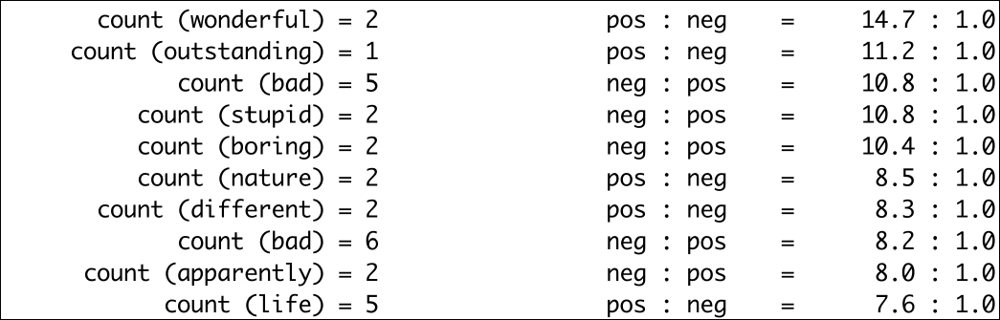 count (wonderful) = 2 pos : neg = 14.7 : 1.0
count (outstanding) = 1 pos : neg = 11.2 : 1.0
count (bad) = 5 neg : pos = 10.8 : 1.0
count (stupid) = 2 neg : pos = 10.8 : 1.0
count (boring) = 2 neg : pos = 10.4 : 1.0
count (nature) = 2 pos : neg = 8.5 : 1.0
count (different) = 2 pos : neg = 8.3 : 1.0
count (bad) = 6 neg : pos = 8.2 : 1.0
count (apparently) = 2 neg : pos = 8.0 : 1.0
count (life) = 5 pos : neg = 7.6 : 1.0